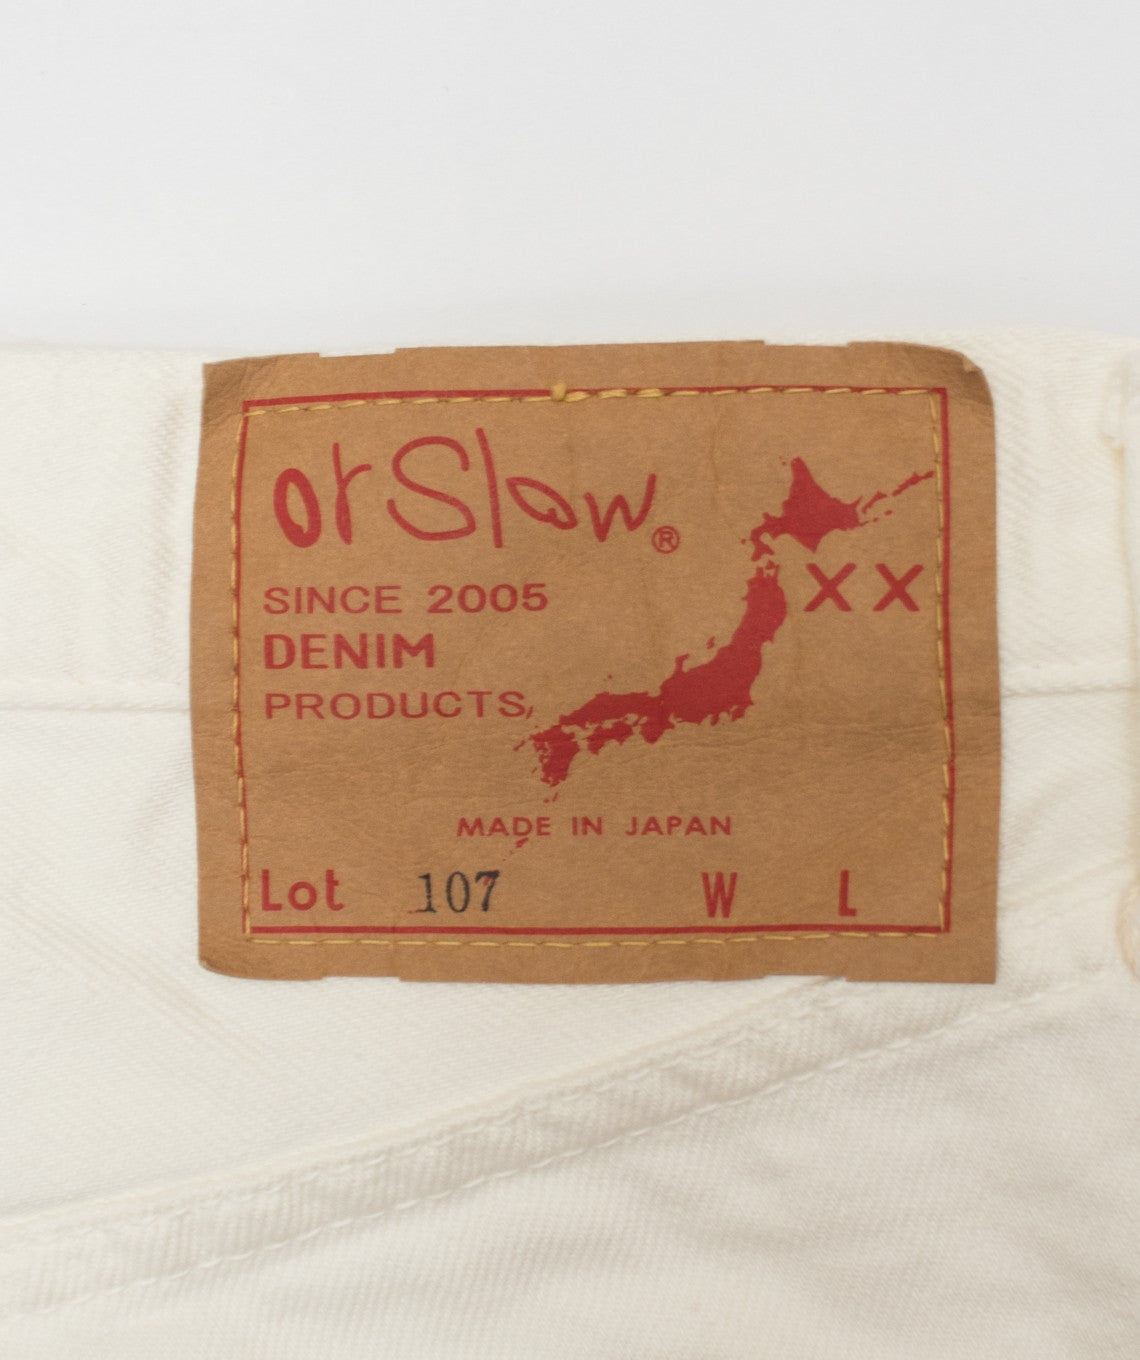 orSlow®
XX
SINCE 2005
DENIM
PRODUCTS,
MADE IN JAPAN
Lot 107 W L